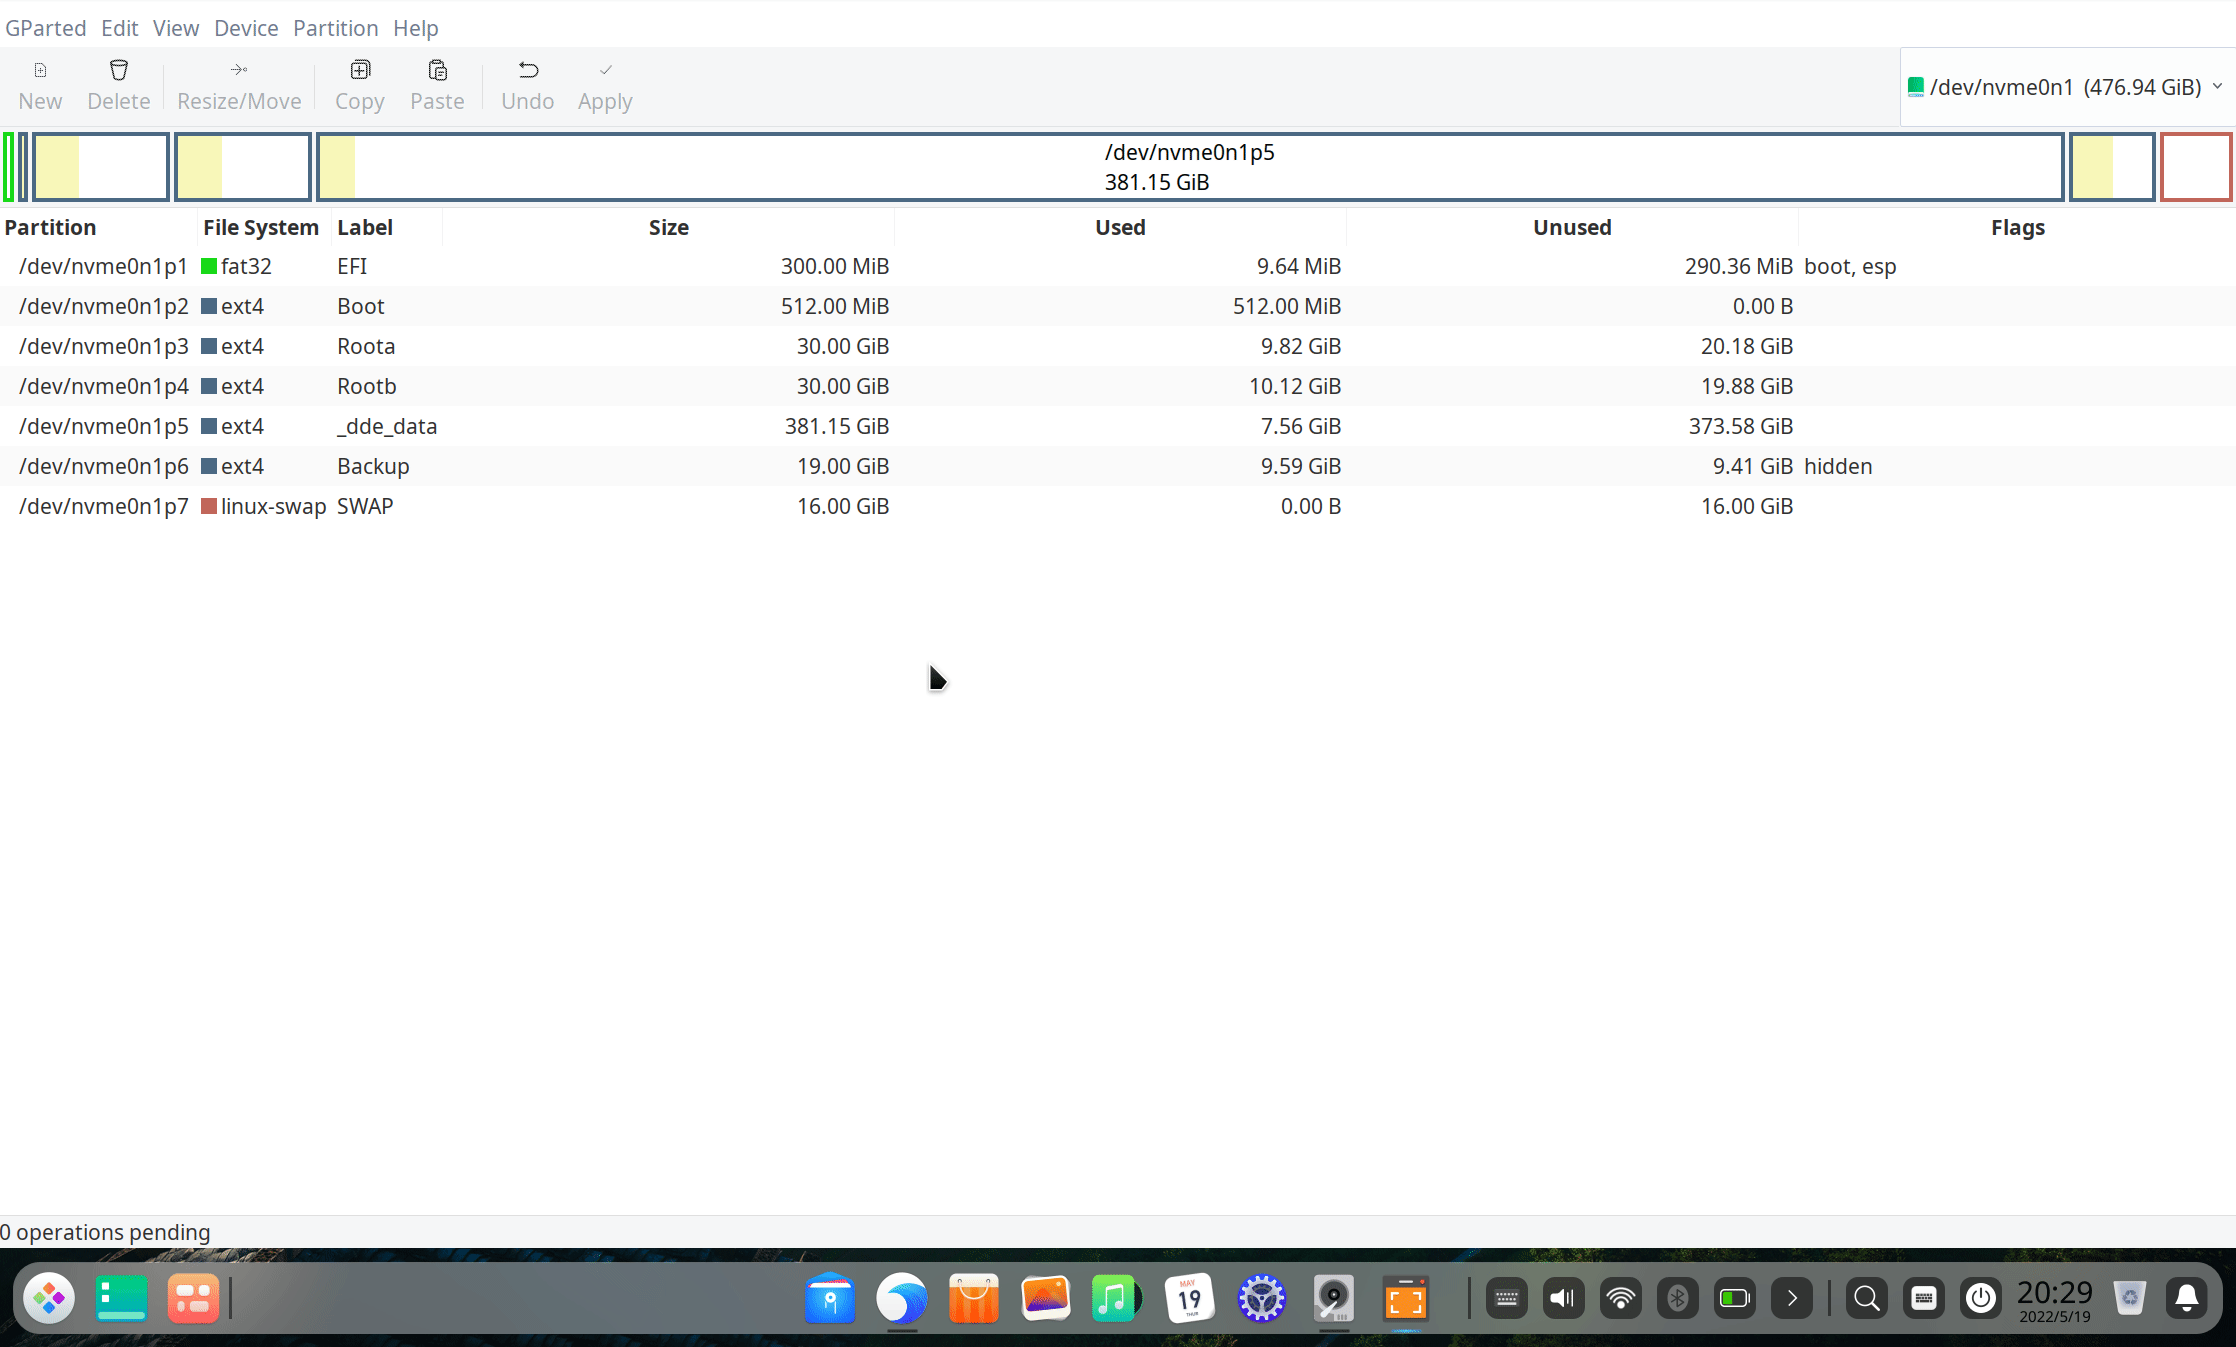 GParted Edit View Device Partition Help
New Delete Resize/Move Copy Paste Undo Apply
/dev/nvme0n1 (476.94 GiB)
/dev/nvme0n1p5
381.15 GiB
Partition File System Label Size Used Unused Flags
/dev/nvme0n1p1 fat32 EFI 300.00 MiB 9.64 MiB 290.36 MiB boot, esp
/dev/nvme0n1p2 ext4 Boot 512.00 MiB 512.00 MiB 0.00 B
/dev/nvme0n1p3 ext4 Roota 30.00 GiB 9.82 GiB 20.18 GiB
/dev/nvme0n1p4 ext4 Rootb 30.00 GiB 10.12 GiB 19.88 GiB
/dev/nvme0n1p5 ext4 _dde_data 381.15 GiB 7.56 GiB 373.58 GiB
/dev/nvme0n1p6 ext4 Backup 19.00 GiB 9.59 GiB 9.41 GiB hidden
/dev/nvme0n1p7 linux-swap SWAP 16.00 GiB 0.00 B 16.00 GiB
0 operations pending
MAY
19
THUR
20:29
2022/5/19